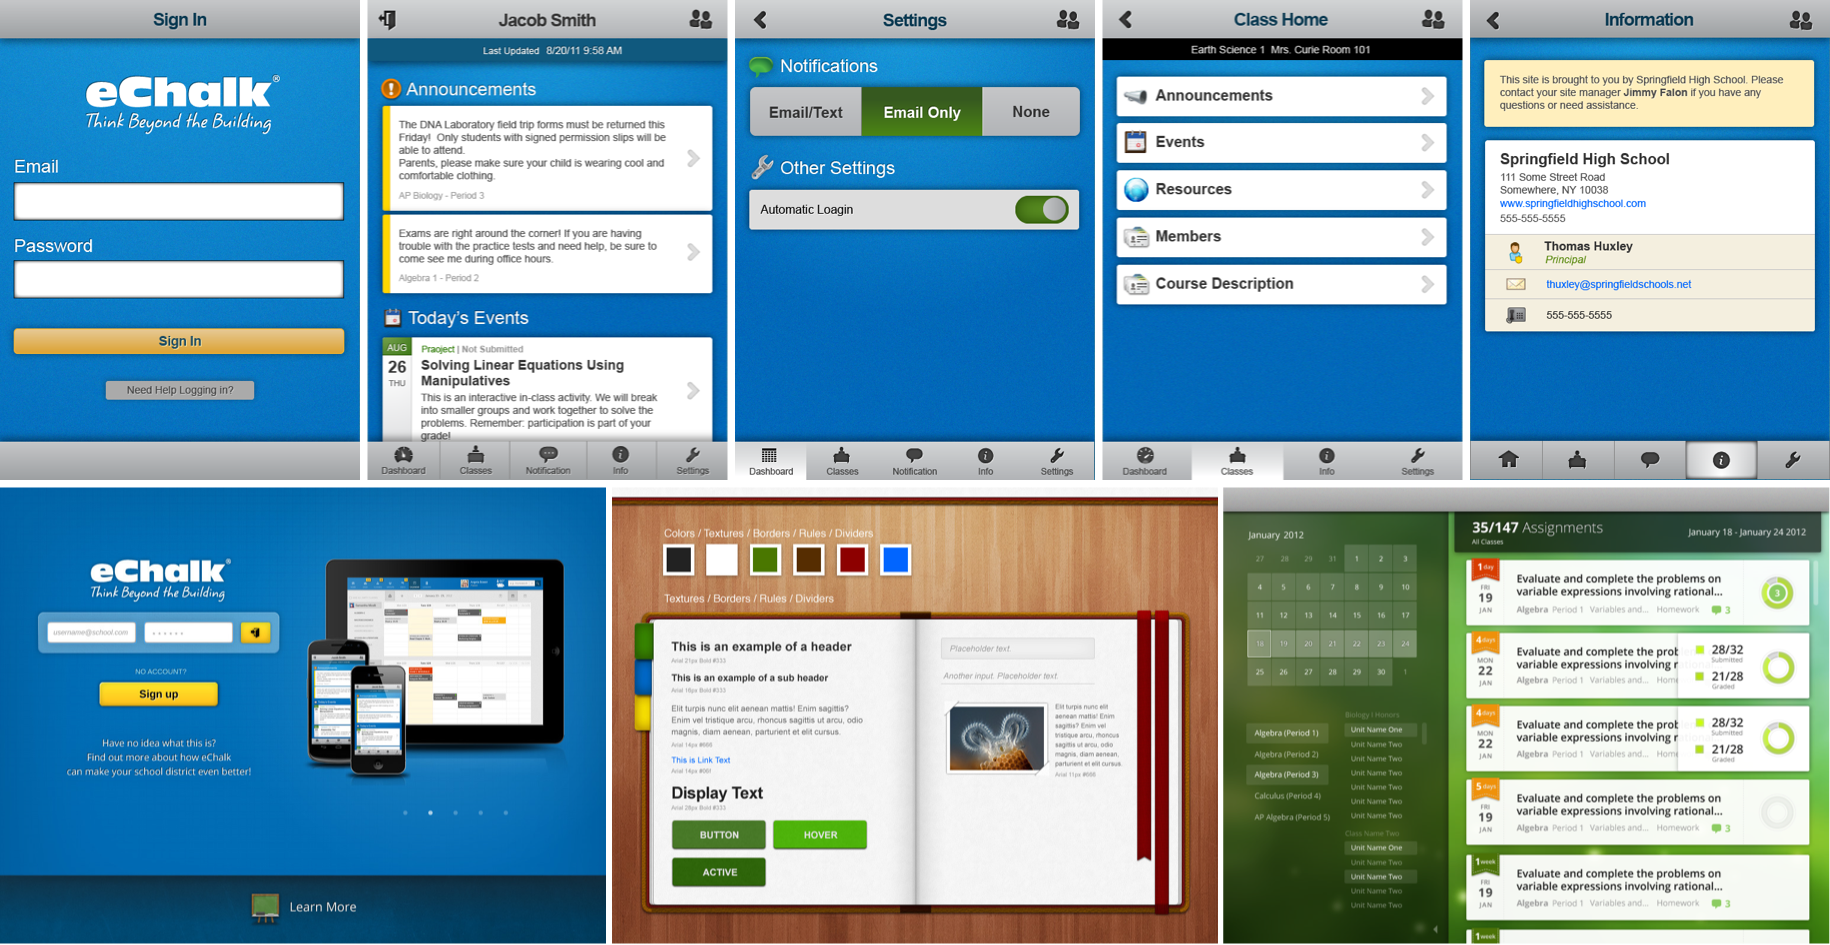 Sign In
eChalk®
Think Beyond the Building
Email
Password
Sign In
Need Help Logging in?
Jacob Smith
Last Updated 8/20/11 9:58 AM
Announcements
The DNA Laboratory field trip forms must be returned this
Friday! Only students with signed permission slips will be
able to attend.
Parents, please make sure your child is wearing cool and
comfortable clothing.
AP Biology - Period 3
Exams are right around the corner! If you are having
trouble with the practice tests and need help, be sure to
come see me during office hours.
Algebra 1 - Period 2
Today's Events
AUG
26
THU
Praoject | Not Submitted
Solving Linear Equations Using
Manipulatives
This is an interactive in-class activity. We will break
into smaller groups and work together to solve the
problems. Remember: participation is part of your
grade!
Dashboard Classes Notification Info Settings
Settings
Notifications
Email/Text Email Only None
Other Settings
Automatic Loagin
Dashboard Classes Notification Info Settings
Class Home
Earth Science 1 Mrs. Curie Room 101
Announcements
Events
Resources
Members
Course Description
Dashboard Classes Info Settings
Information
This site is brought to you by Springfield High School. Please
contact your site manager Jimmy Falon if you have any
questions or need assistance.
Springfield High School
111 Some Street Road
Somewhere, NY 10038
www.springfieldhighschool.com
555-555-5555
Thomas Huxley
Principal
thuxley@springfieldschools.net
555-555-5555
eChalk®
Think Beyond the Building
username@school.com
NO ACCOUNT?
Sign up
Have no idea what this is?
Find out more about how eChalk
can make your school district even better!
Learn More
Colors / Textures / Borders / Rules / Dividers
Textures / Borders / Rules / Dividers
This is an example of a header
Arial 21px Bold #333
This is an example of a sub header
Arial 18px Bold #333
Elit turpis nunc elit aenean mattis! Enim sagittis?
Enim vel tristique arcu, rhoncus sagittis ut arcu, odio
magnis, diam aenean, parturient et elit cursus.
Arial 14px #666
This is Link Text
Arial 14px #081
Display Text
Arial 28px Bold #333
BUTTON HOVER
ACTIVE
Placeholder text.
Another input. Placeholder text.
Elit turpis nunc elit
aenean mattis! Enim
sagittis? Enim vel
tristique arcu, rhoncus
sagittis ut arcu, odio
magnis, diam aenean,
parturient et elit cursus.
Arial 11px #666
January 2012
27 28 29 31 1 2 3
4 5 6 7 8 9 10
11 12 13 14 15 16 17
18 19 20 21 22 23 24
25 26 27 28 29 30 1
Algebra (Period 1)
Algebra (Period 2)
Algebra (Period 3)
Calculus (Period 4)
AP Algebra (Period 5)
Biology I Honors
Unit Name One
Unit Name Two
Unit Name Two
Unit Name Two
Unit Name Two
Unit Name Two
Unit Name Two
Class Name Two
Unit Name One
Unit Name Two
Unit Name Two
Unit Name Two
Unit Name Two
35/147 Assignments
All Classes
January 18 - January 24 2012
1 day
FRI
19
JAN
Evaluate and complete the problems on
variable expressions involving rational...
Algebra Period 1 Variables and... Homework 3
3
4 days
MON
22
JAN
Evaluate and complete the prob
variable expressions involving r
Algebra Period 1 Variables and
28/32
Submitted
21/28
Graded
4 days
FRI
22
JAN
Evaluate and complete the prob
variable expressions involving r
Algebra Period 1 Variables and
28/32
Submitted
21/28
Graded
5 days
FRI
19
JAN
Evaluate and complete the problems on
variable expressions involving rational...
Algebra Period 1 Variables and... Homework 3
1 week
FRI
19
JAN
Evaluate and complete the problems on
variable expressions involving rational...
Algebra Period 1 Variables and... Homework 3
1 week
Evaluate and complete the problems on